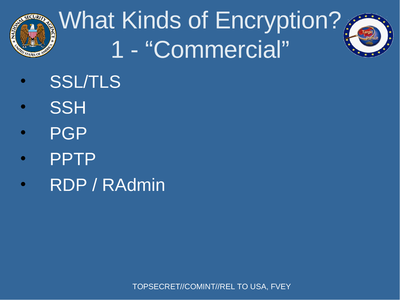 What Kinds of Encryption?
1 - “Commercial”
• SSL/TLS
• SSH
• PGP
• PPTP
• RDP / RAdmin
TOPSECRET//COMINT//REL TO USA, FVEY